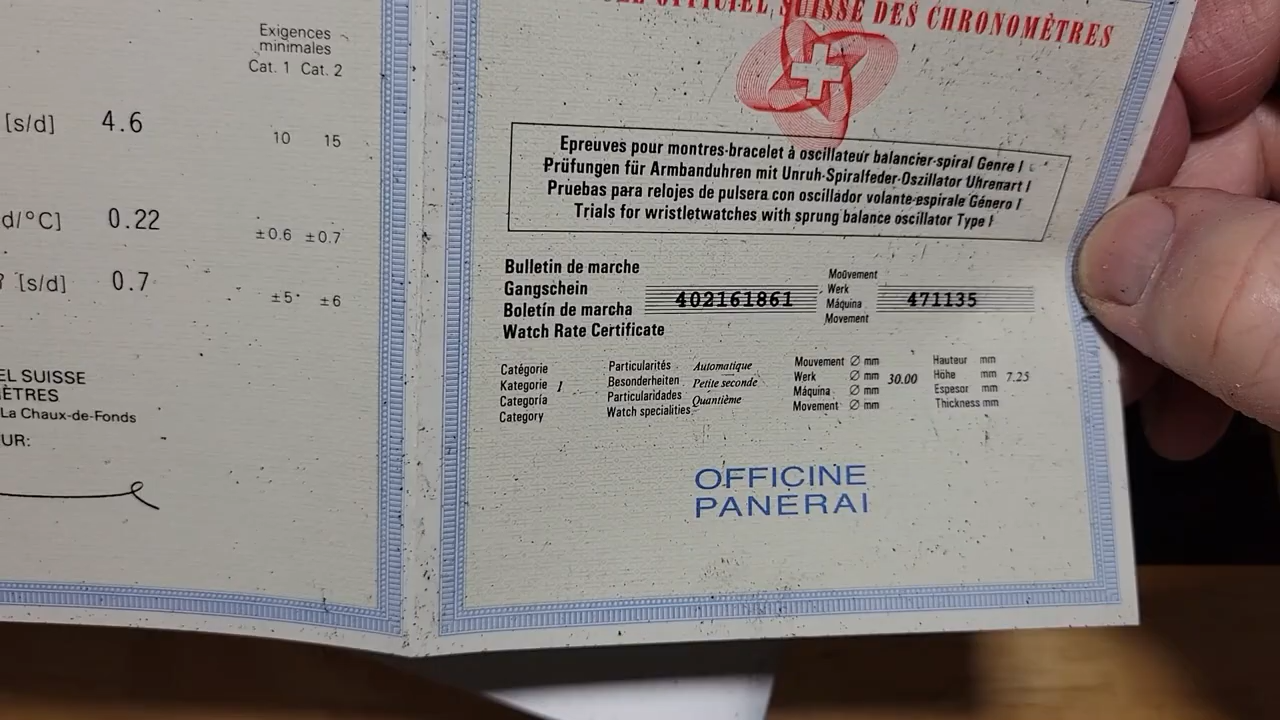 Exigences
minimales
Cat. 1 Cat. 2
[s/d] 4.6 10 15
d/°C] 0.22 ±0.6 ±0.7
[s/d] 0.7 ±5 ±6
EL SUISSE
ÈTRES
La Chaux-de-Fonds
UR:
OFFICIEL SUISSE DES CHRONOMÈTRES
Epreuves pour montres-bracelet à oscillateur balancier-spiral Genre I
Prüfungen für Armbanduhren mit Unruh-Spiralfeder-Oszillator Uhrenart I
Pruebas para relojes de pulsera con oscillador volante-espirale Género I
Trials for wristletwatches with sprung balance oscillator Type I
Bulletin de marche
Gangschein
Boletín de marcha
Watch Rate Certificate
402161861
Mouvement
Werk
Máquina
Movement
471135
Catégorie
Kategorie 1
Categoría
Category
Particularités Automatique
Besonderheiten Petite seconde
Particularidades Quantième
Watch specialities
Mouvement Ø mm
Werk Ø mm 30.00
Máquina Ø mm
Movement Ø mm
Hauteur mm
Höhe mm 7.25
Espesor mm
Thickness mm
OFFICINE
PANERAI